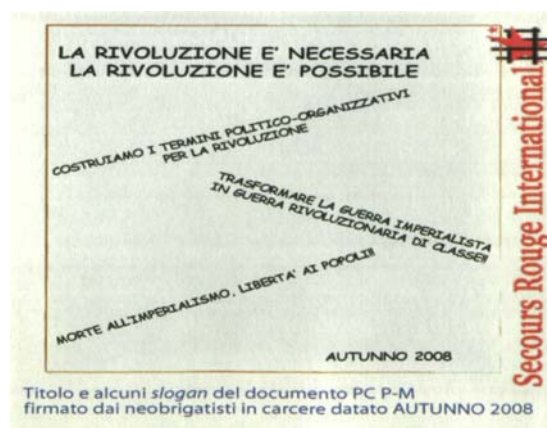 LA RIVOLUZIONE E' NECESSARIA
LA RIVOLUZIONE E' POSSIBILE
COSTRUIAMO I TERMINI POLITICO-ORGANIZZATIVI
PER LA RIVOLUZIONE
TRASFORMARE LA GUERRA IMPERIALISTA
IN GUERRA RIVOLUZIONARIA DI CLASSE!!
MORTE ALL'IMPERIALISMO, LIBERTA' AI POPOLI!!
AUTUNNO 2008
Secours Rouge International
Titolo e alcuni slogan del documento PC P-M
firmato dai neobrigatisti in carcere datato AUTUNNO 2008